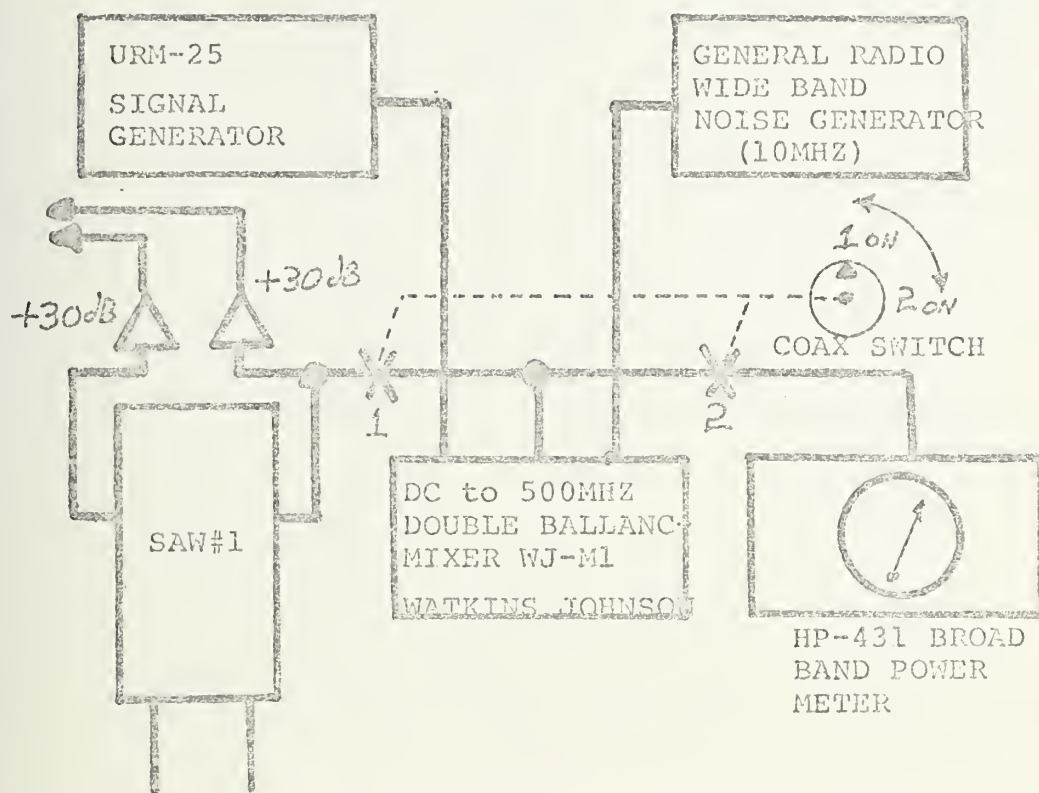 URM-25
SIGNAL
GENERATOR
GENERAL RADIO
WIDE BAND
NOISE GENERATOR
(10MHZ)
+30dB
+30dB
1 ON
2 ON
COAX SWITCH
1
2
SAW#1
DC to 500MHZ
DOUBLE BALLANC
MIXER WJ-M1
WATKINS JOHNSON
HP-431 BROAD
BAND POWER
METER